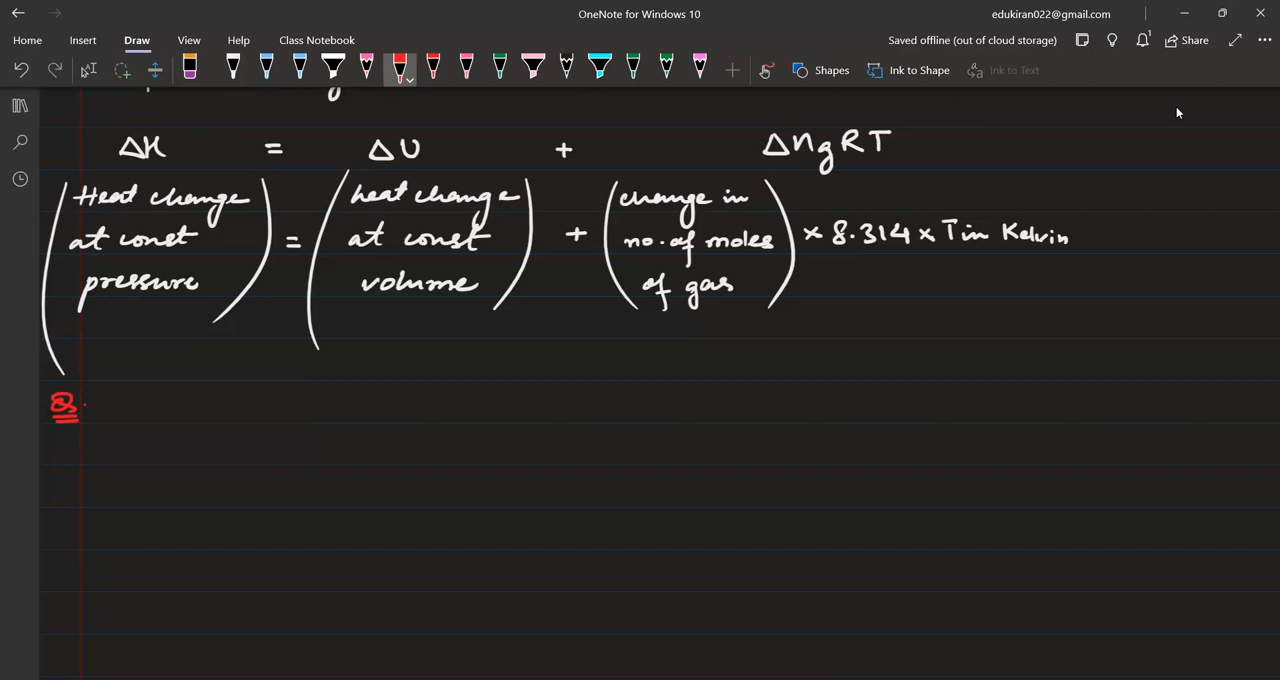 OneNote for Windows 10
edukiran022@gmail.com
Home Insert Draw View Help Class Notebook
Saved offline (out of cloud storage)
1
Share
Shapes
Ink to Shape
Ink to Text
ΔH = ΔU + ΔngRT
(Heat change at const pressure) = (heat change at const volume) + (change in no. of moles of gas) × 8.314 × T in Kelvin
Qs.